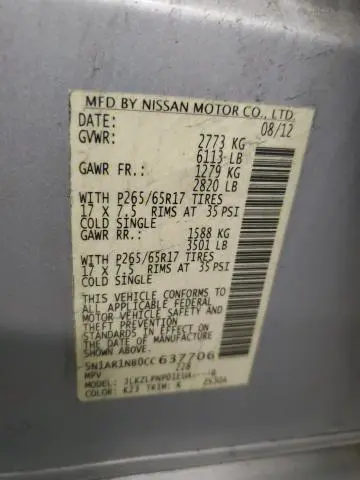 MFD BY NISSAN MOTOR CO., LTD.
DATE: 08/12
GVWR: 2773 KG
6113 LB
GAWR FR.: 1279 KG
2820 LB
WITH P265/65R17 TIRES
17 X 7.5 RIMS AT 35 PSI
COLD SINGLE
GAWR RR.: 1588 KG
3501 LB
WITH P265/65R17 TIRES
17 X 7.5 RIMS AT 35 PSI
COLD SINGLE
THIS VEHICLE CONFORMS TO
ALL APPLICABLE FEDERAL
MOTOR VEHICLE SAFETY AND
THEFT PREVENTION STANDARDS
IN EFFECT ON THE DATE OF
MANUFACTURE SHOWN ABOVE.
5N1AR1NB0CC637706
MPV 228
MODEL:
COLOR: K23 TRIM: K